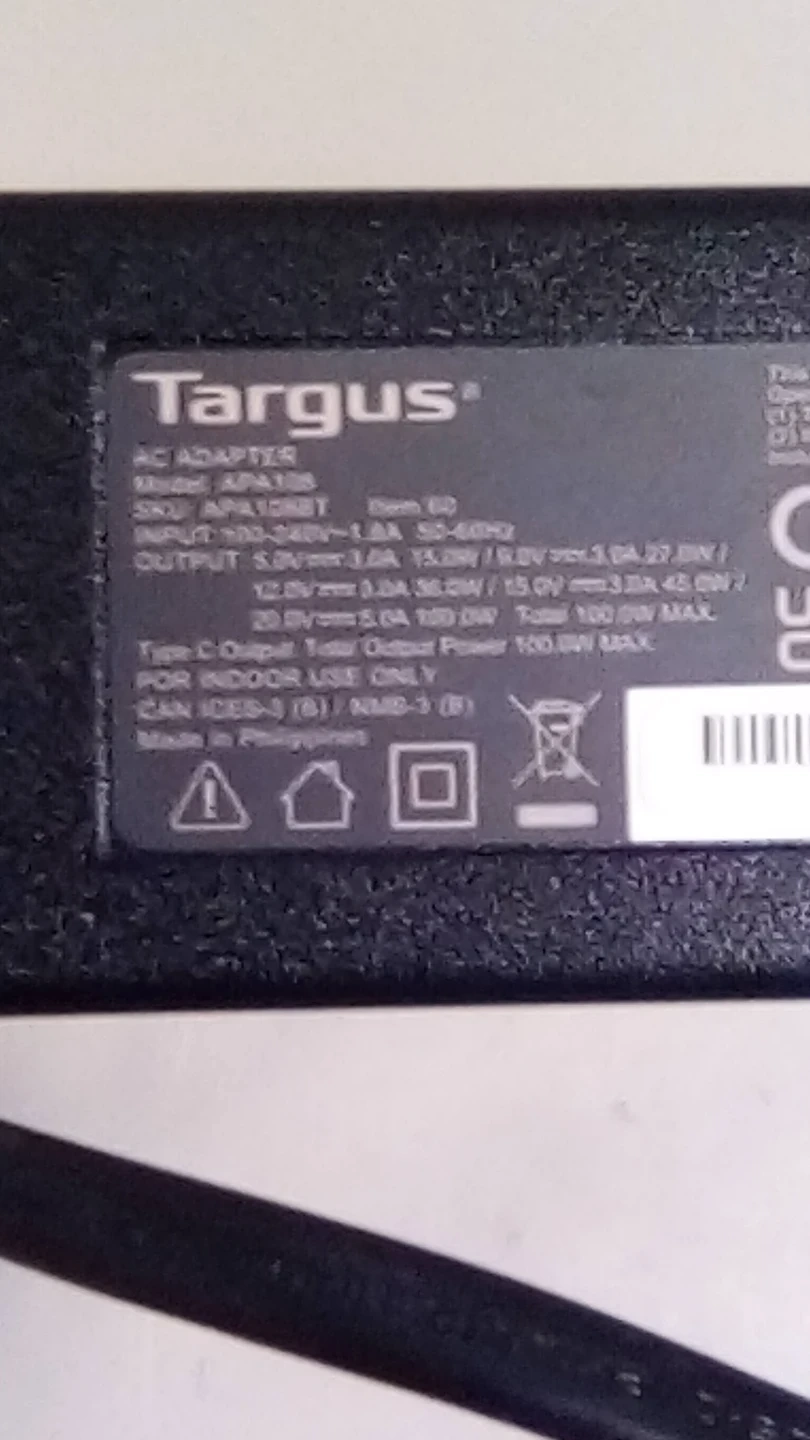 Targus®
AC ADAPTER
Model: APA108
SKU: Item
INPUT 100-240V~1.8A 50-60Hz
OUTPUT 5.0V⎓3.0A 15.0W / 9.0V⎓3.0A 27.0W /
12.0V⎓3.0A 36.0W / 15.0V⎓3.0A 45.0W /
20.0V⎓5.0A 100.0W Total 100.0W MAX.
Type C Output: Total Output Power 100.0W MAX.
FOR INDOOR USE ONLY
CAN ICES-3 (B) / NMB-3 (B)
Made in Philippines